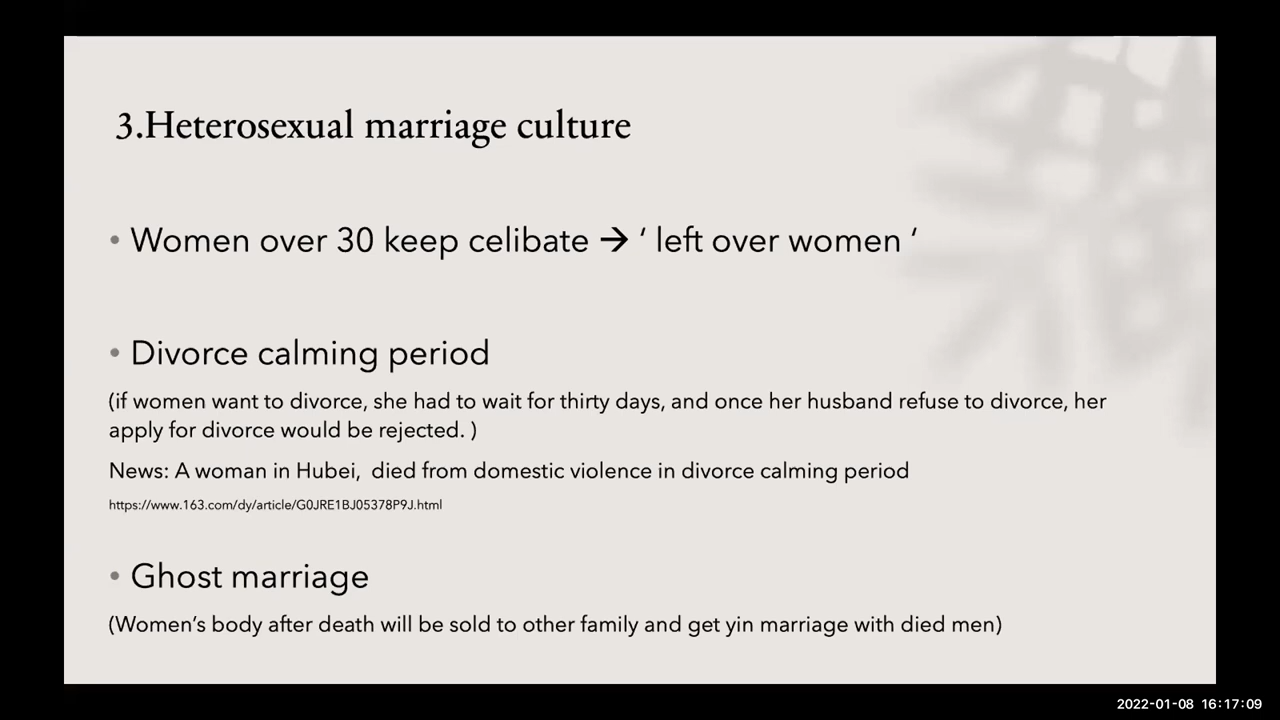 3.Heterosexual marriage culture
• Women over 30 keep celibate → ‘ left over women ‘
• Divorce calming period
(if women want to divorce, she had to wait for thirty days, and once her husband refuse to divorce, her
apply for divorce would be rejected. )
News: A woman in Hubei,  died from domestic violence in divorce calming period
https://www.163.com/dy/article/G0JRE1BJ05378P9J.html
• Ghost marriage
(Women’s body after death will be sold to other family and get yin marriage with died men)
2022-01-08 16:17:09